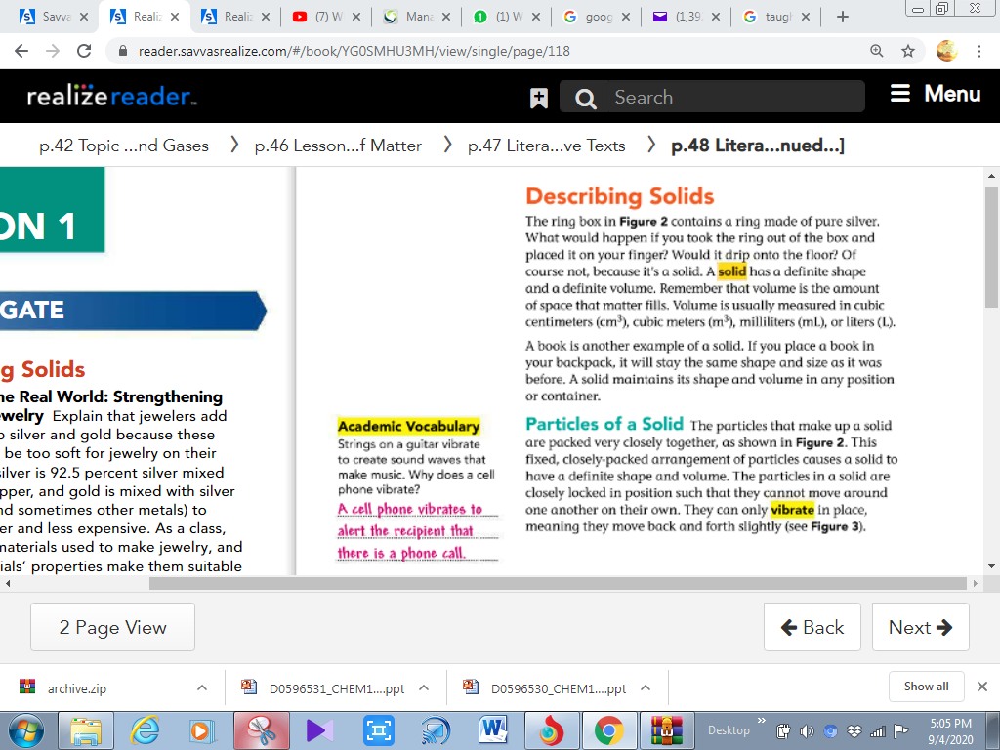 Savva
Realiz
Realiz
(7) W
Mana
(1) W
goog
(1,39
taugh
reader.savvasrealize.com/#/book/YG0SMHU3MH/view/single/page/118
realizereader™
Search
Menu
p.42 Topic ...nd Gases
p.46 Lesson...f Matter
p.47 Litera...ve Texts
p.48 Litera...nued...]
ON 1
GATE
g Solids
he Real World: Strengthening
ewelry Explain that jewelers add
o silver and gold because these
be too soft for jewelry on their
silver is 92.5 percent silver mixed
pper, and gold is mixed with silver
nd sometimes other metals) to
er and less expensive. As a class,
materials used to make jewelry, and
ials' properties make them suitable
Describing Solids
The ring box in Figure 2 contains a ring made of pure silver.
What would happen if you took the ring out of the box and
placed it on your finger? Would it drip onto the floor? Of
course not, because it's a solid. A solid has a definite shape
and a definite volume. Remember that volume is the amount
of space that matter fills. Volume is usually measured in cubic
centimeters (cm³), cubic meters (m³), milliliters (mL), or liters (L).
A book is another example of a solid. If you place a book in
your backpack, it will stay the same shape and size as it was
before. A solid maintains its shape and volume in any position
or container.
Academic Vocabulary
Strings on a guitar vibrate
to create sound waves that
make music. Why does a cell
phone vibrate?
A cell phone vibrates to
alert the recipient that
there is a phone call.
Particles of a Solid The particles that make up a solid
are packed very closely together, as shown in Figure 2. This
fixed, closely-packed arrangement of particles causes a solid to
have a definite shape and volume. The particles in a solid are
closely locked in position such that they cannot move around
one another on their own. They can only vibrate in place,
meaning they move back and forth slightly (see Figure 3).
2 Page View
Back
Next
archive.zip
D0596531_CHEM1....ppt
D0596530_CHEM1....ppt
Show all
Desktop
5:05 PM
9/4/2020